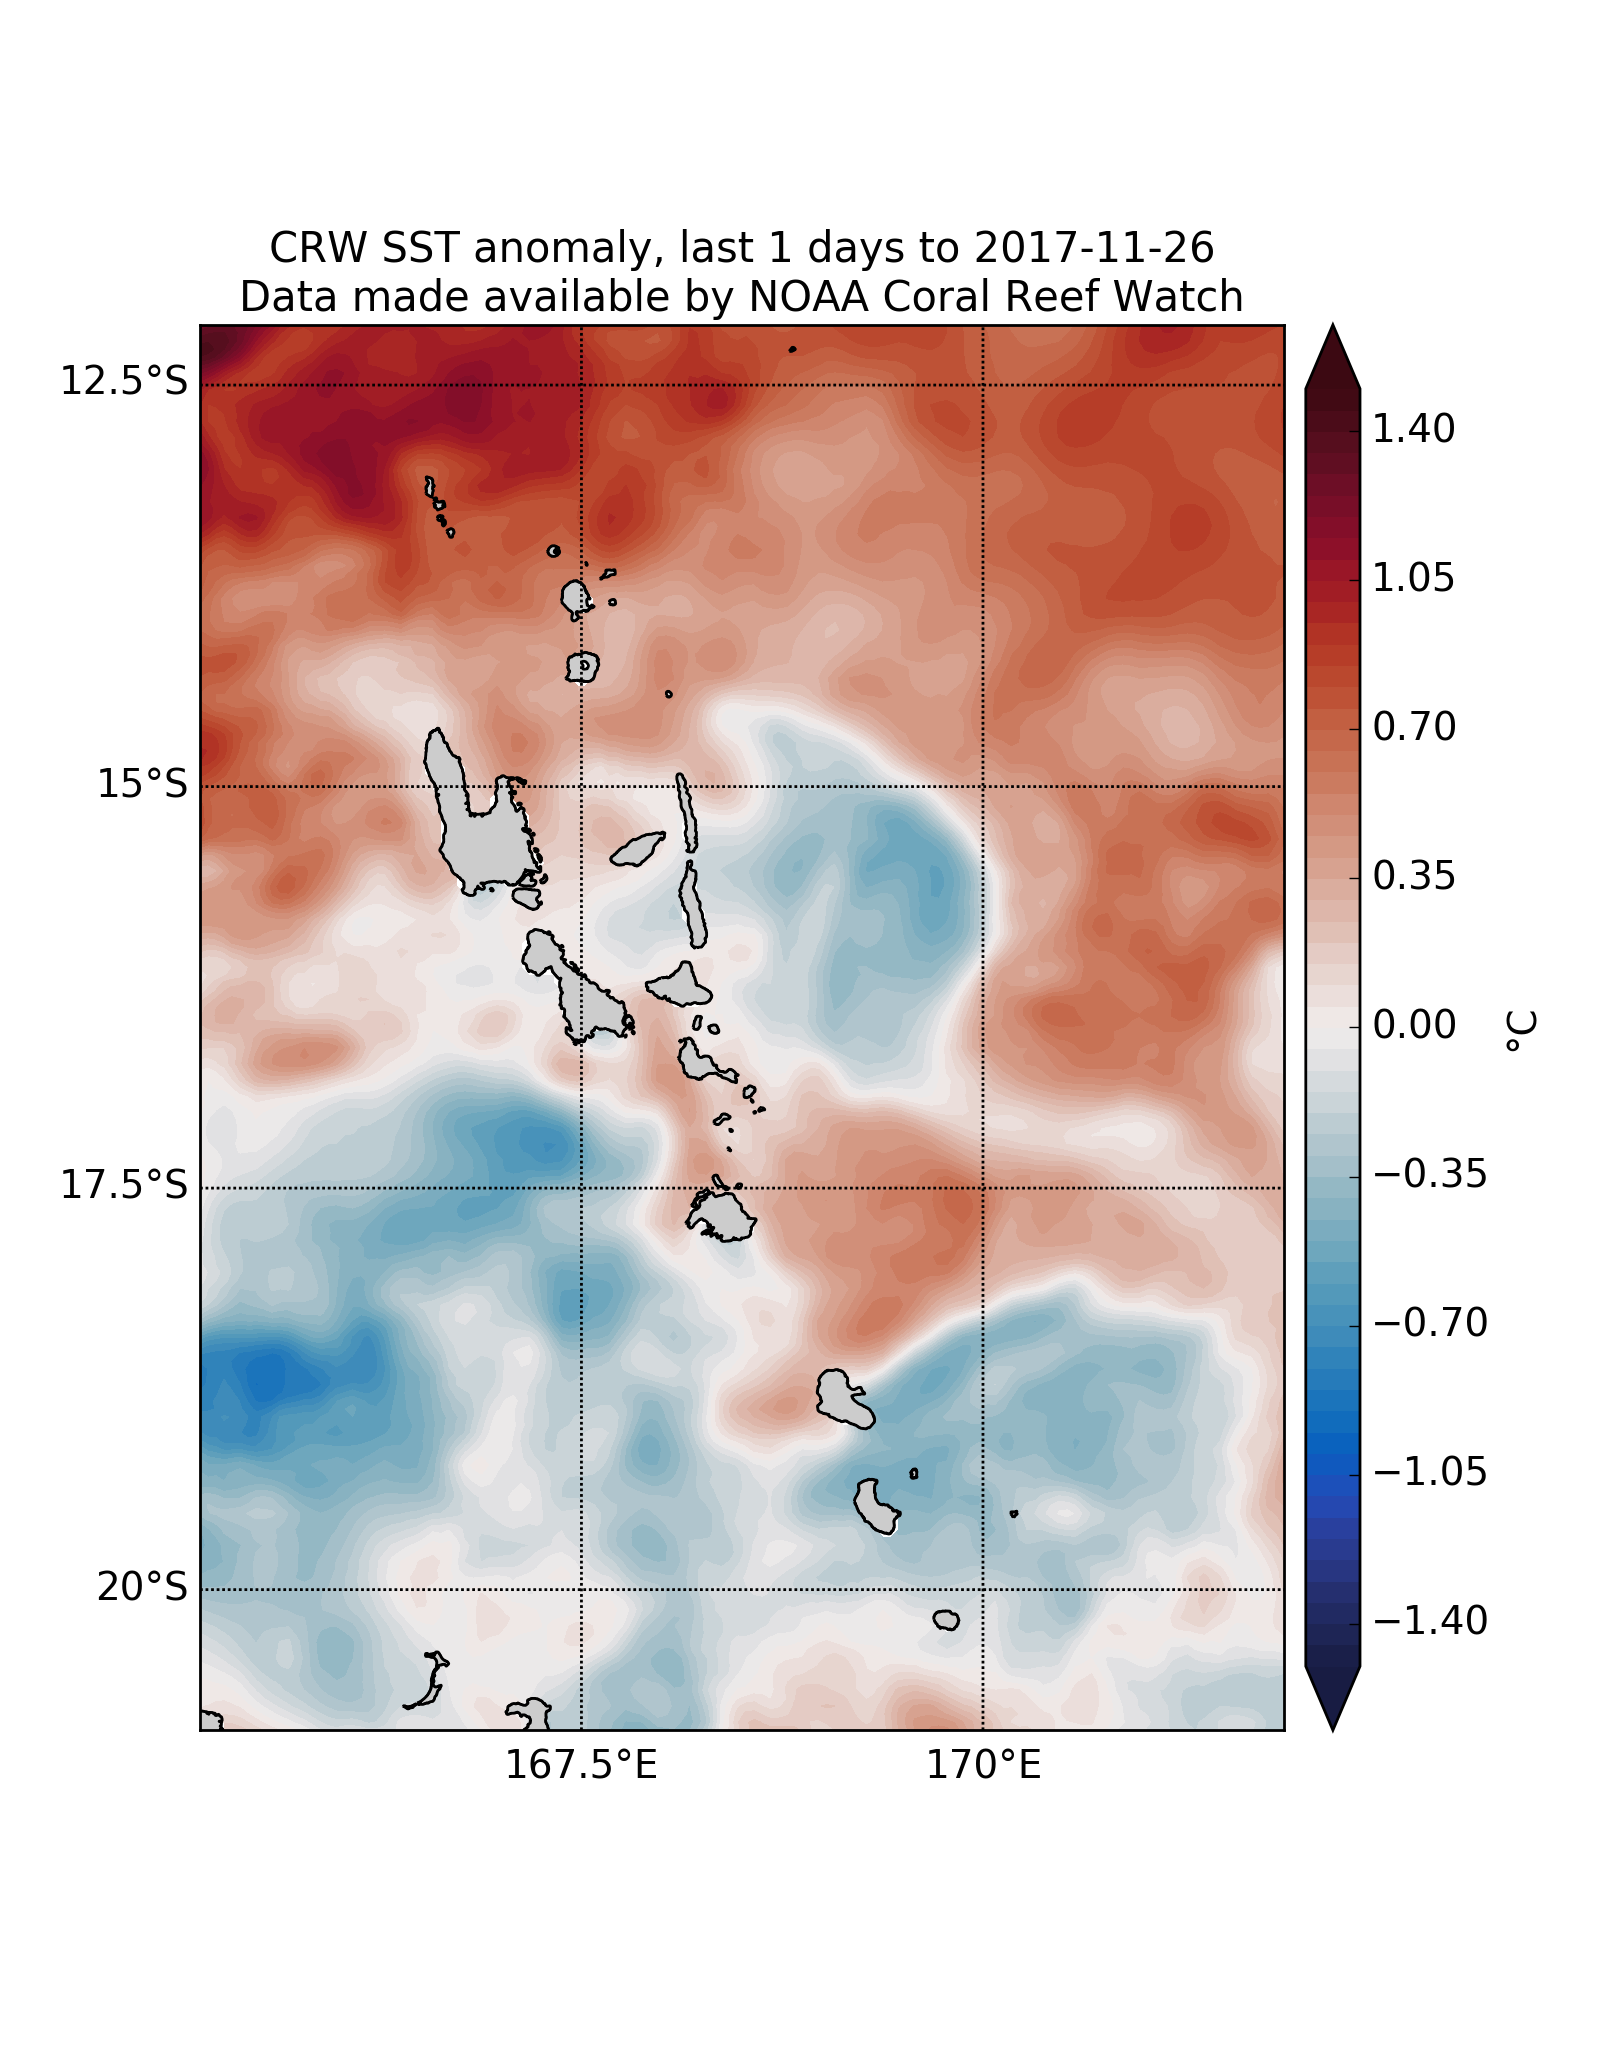 CRW SST anomaly, last 1 days to 2017-11-26
Data made available by NOAA Coral Reef Watch
12.5°S
15°S
17.5°S
20°S
167.5°E
170°E
1.40
1.05
0.70
0.35
0.00
−0.35
−0.70
−1.05
−1.40
°C